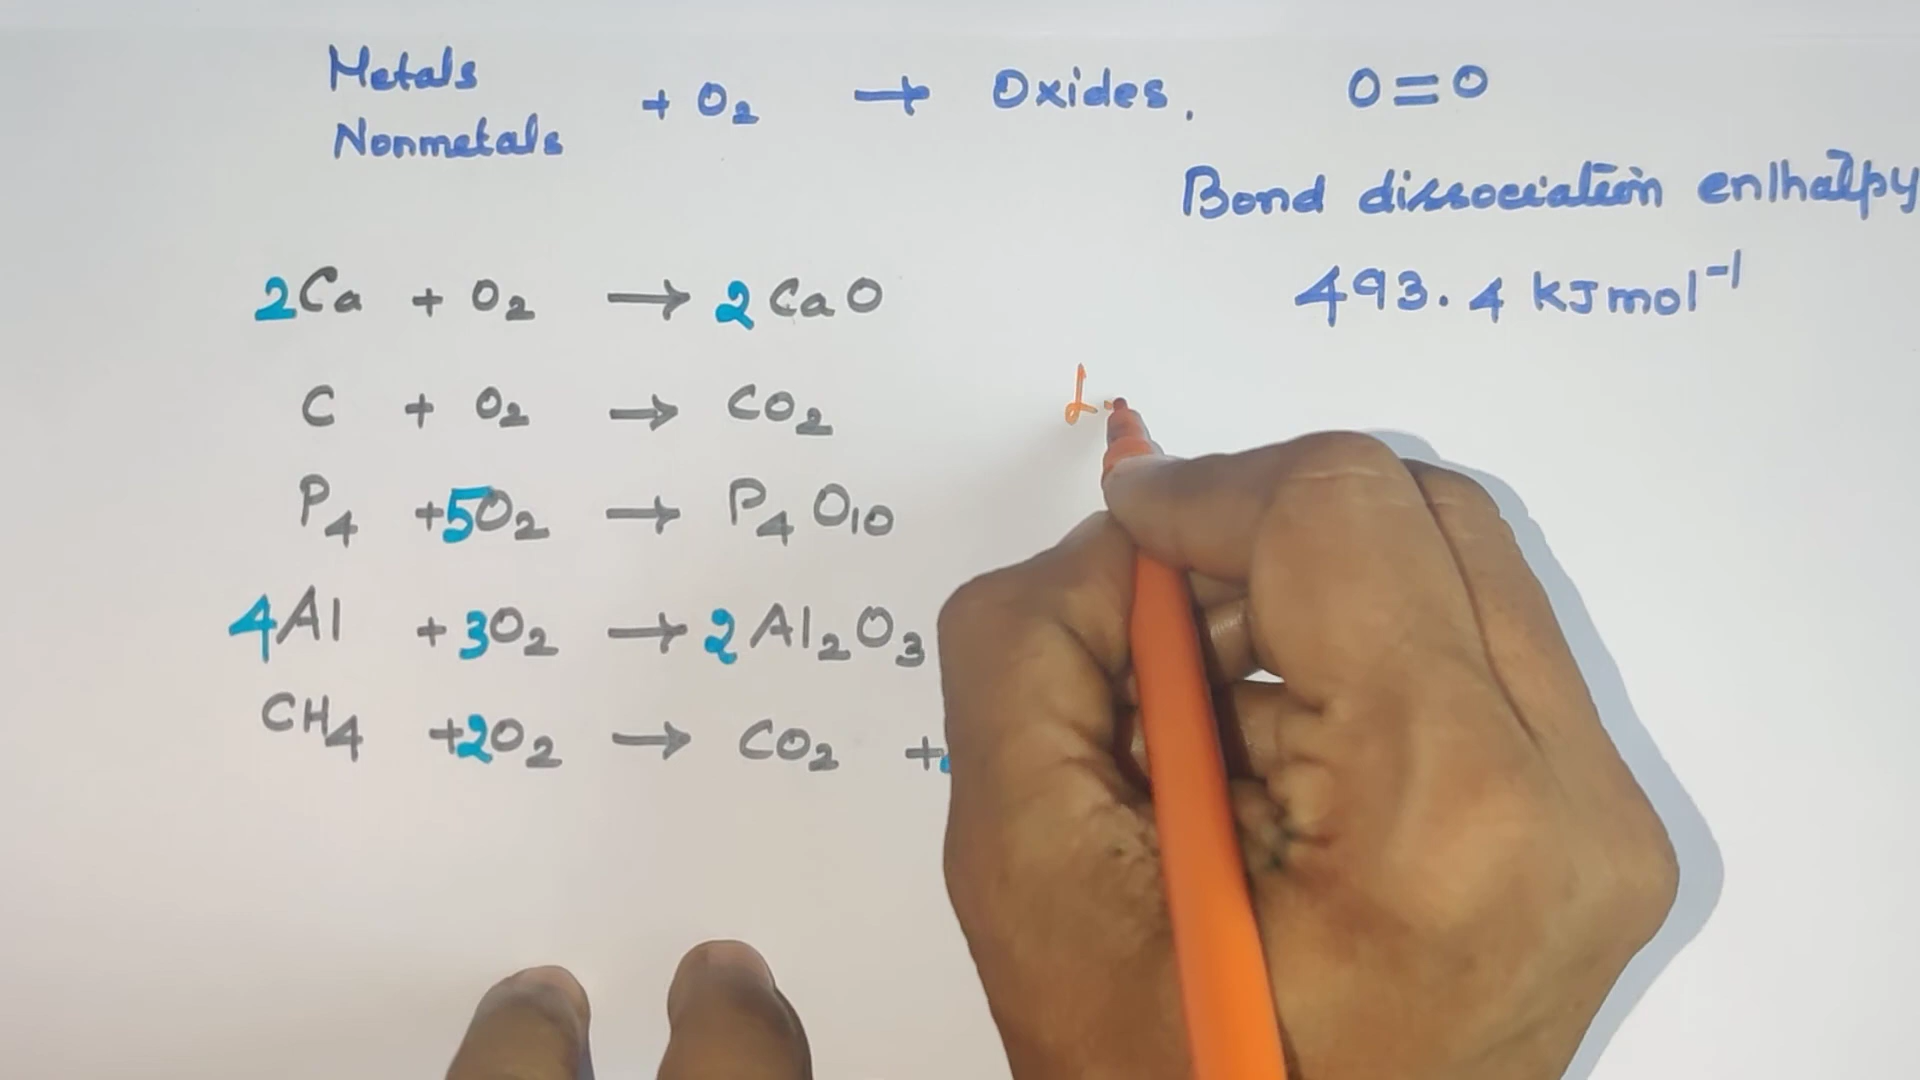 Metals
Nonmetals + O₂ → Oxides.
O=O
Bond dissociation enthalpy
493.4 kJmol⁻¹
2Ca + O₂ → 2CaO
C + O₂ → CO₂
P₄ + 5O₂ → P₄O₁₀
4Al + 3O₂ → 2Al₂O₃
CH₄ + 2O₂ → CO₂ +